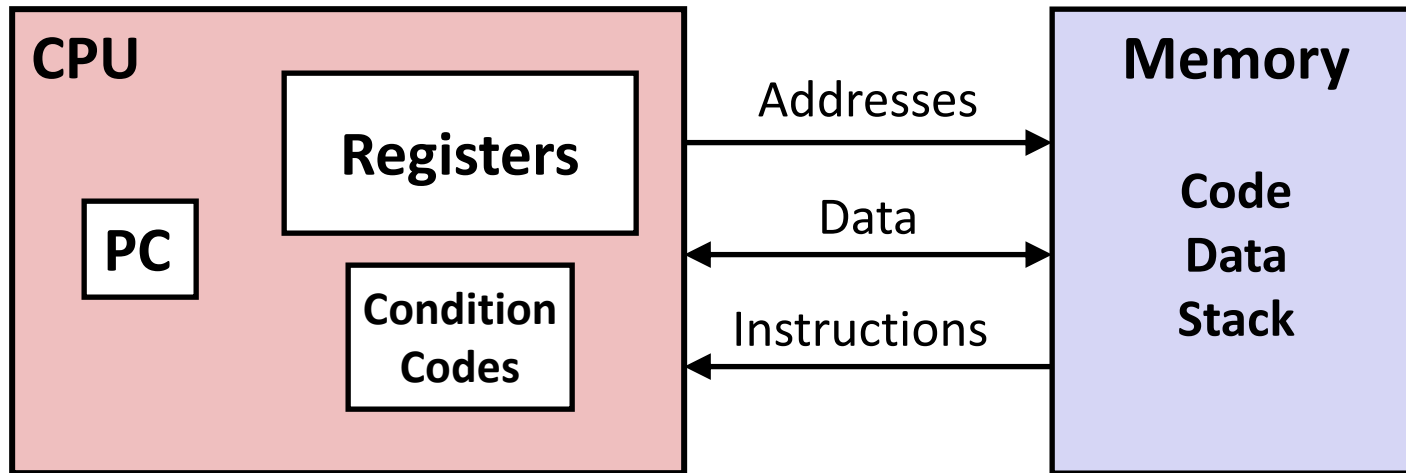 CPU
Registers
PC
Condition
Codes
Addresses
Data
Instructions
Memory
Code
Data
Stack